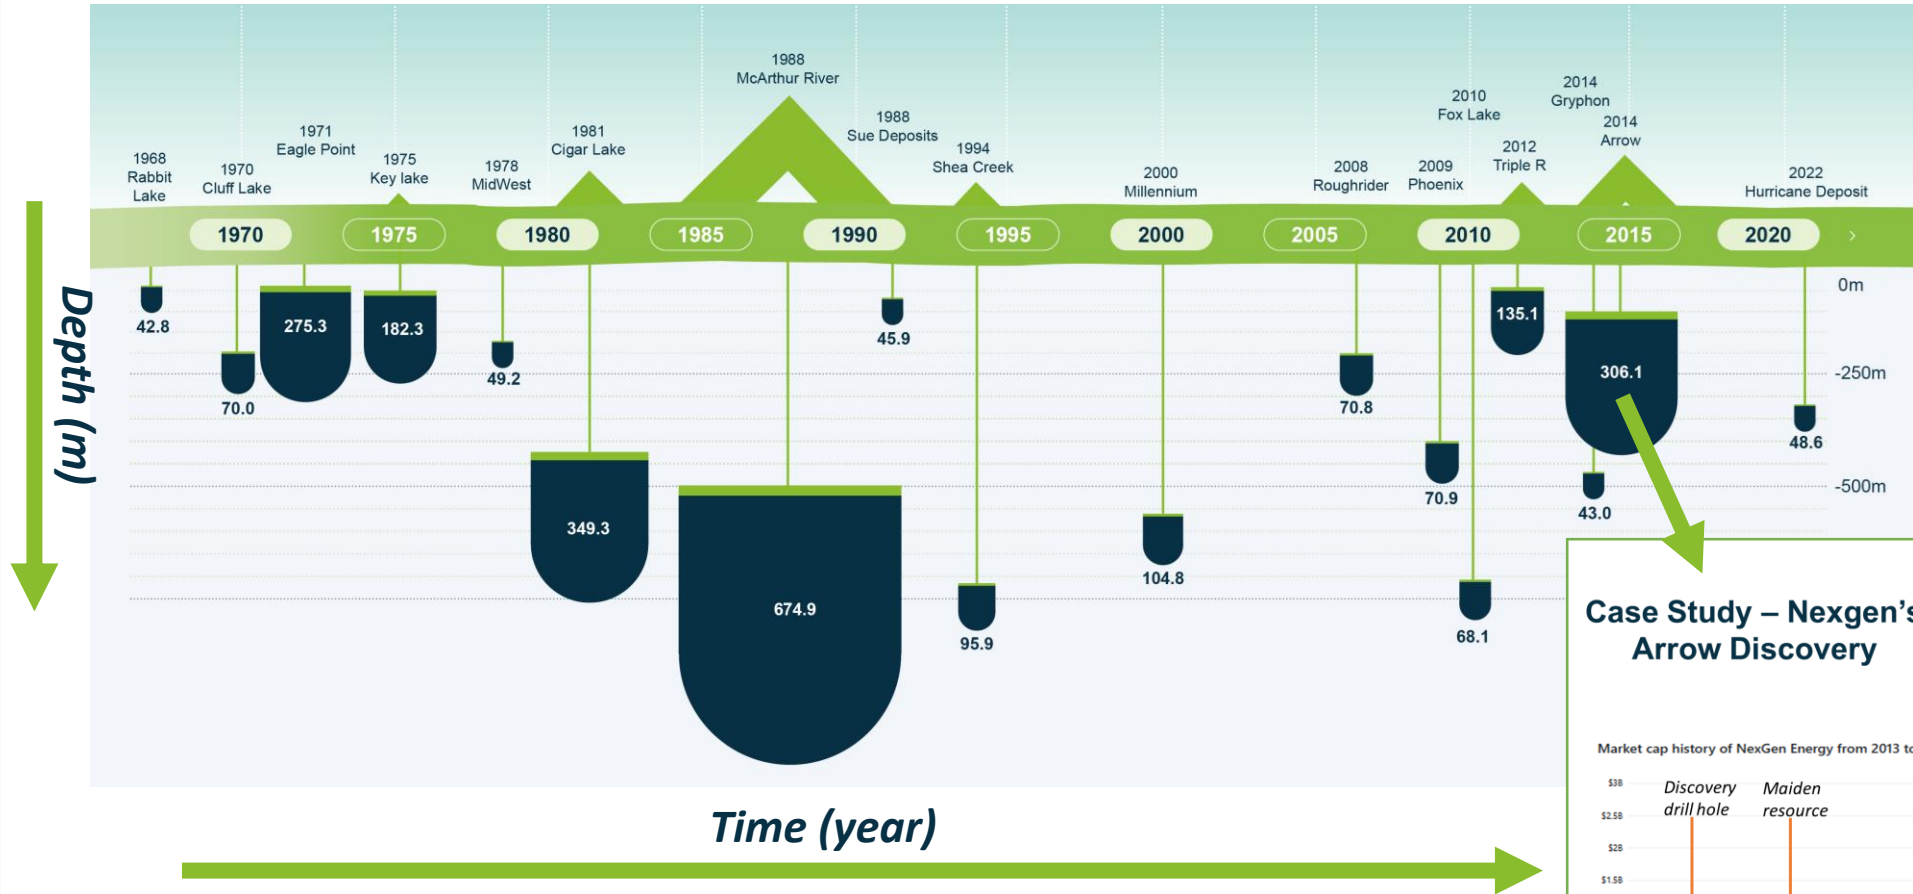 1968
Rabbit
Lake
1970
Cluff Lake
1971
Eagle Point
1975
Key lake
1978
MidWest
1981
Cigar Lake
1988
McArthur River
1988
Sue Deposits
1994
Shea Creek
2000
Millennium
2008
Roughrider
2009
Phoenix
2010
Fox Lake
2012
Triple R
2014
Gryphon
2014
Arrow
2022
Hurricane Deposit
1970 1975 1980 1985 1990 1995 2000 2005 2010 2015 2020 ›
Depth (m)
0m
-250m
-500m
42.8
70.0
275.3
182.3
49.2
349.3
674.9
45.9
95.9
104.8
70.8
70.9
68.1
135.1
306.1
43.0
48.6
Time (year)
Case Study – Nexgen's
Arrow Discovery
Market cap history of NexGen Energy from 2013 to
Discovery
drill hole
Maiden
resource
$3B
$2.5B
$2B
$1.5B